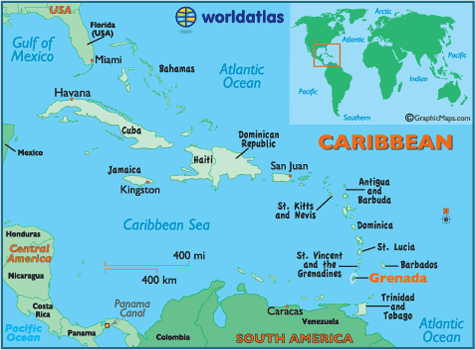 USA
worldatlas
Arctic
Florida
(USA)
Atlantic
Gulf of
Mexico
Pacific
Miami
Indian
Bahamas
Atlantic
Ocean
Pacific
Havana
Southern
©GraphicMaps.com
Cuba
Dominican
Republic
CARIBBEAN
Mexico
Haiti
San Juan
Jamaica
Kingston
Antigua
and
Barbuda
St. Kitts
and Nevis
Caribbean Sea
Dominica
Honduras
St. Lucia
Central
America
400 mi
St. Vincent
and the
Grenadines
Barbados
Nicaragua
400 km
Grenada
Costa
Rica
Panama
Canal
Trinidad
and
Tobago
Caracas
Pacific
Ocean
Panama
Venezuela
Atlantic
Ocean
Colombia
SOUTH AMERICA